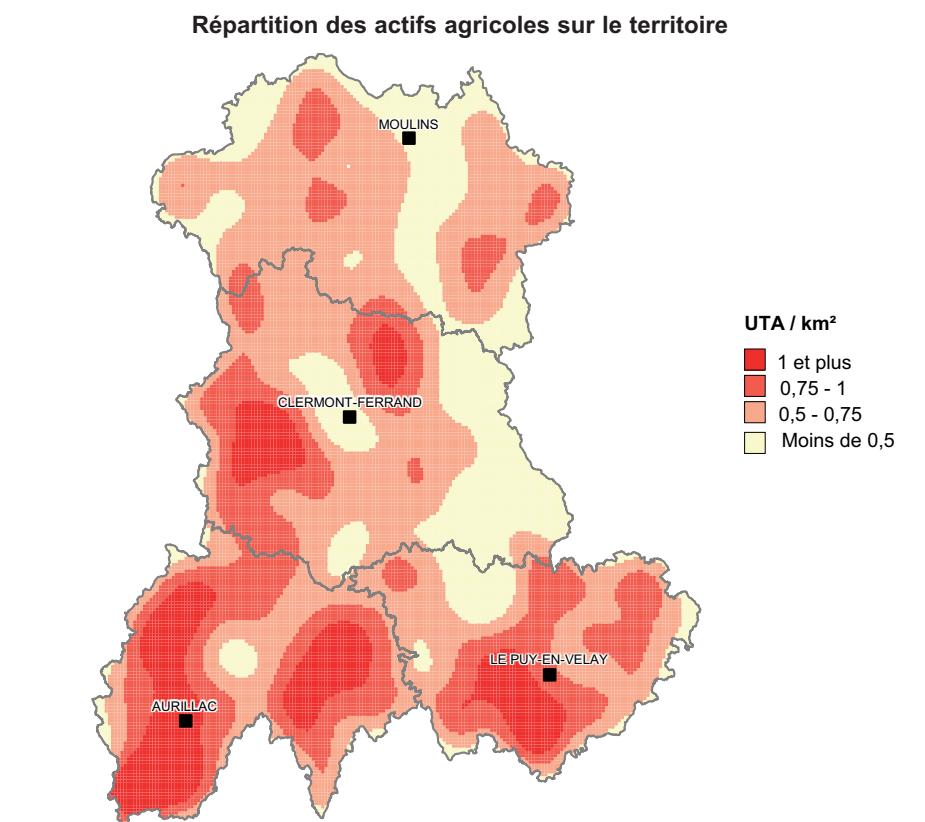 Répartition des actifs agricoles sur le territoire
MOULINS
UTA / km²
1 et plus
0,75 - 1
0,5 - 0,75
Moins de 0,5
CLERMONT-FERRAND
LE PUY-EN-VELAY
AURILLAC